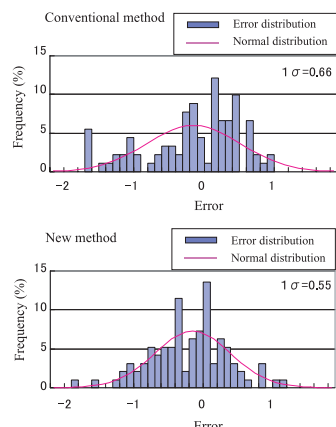 Conventional method
Error distribution
Normal distribution
1σ=0.66
Frequency (%)
15
10
5
0
-2 -1 0 1
Error
New method
Error distribution
Normal distribution
1σ=0.55
Frequency (%)
15
10
5
0
-2 -1 0 1
Error